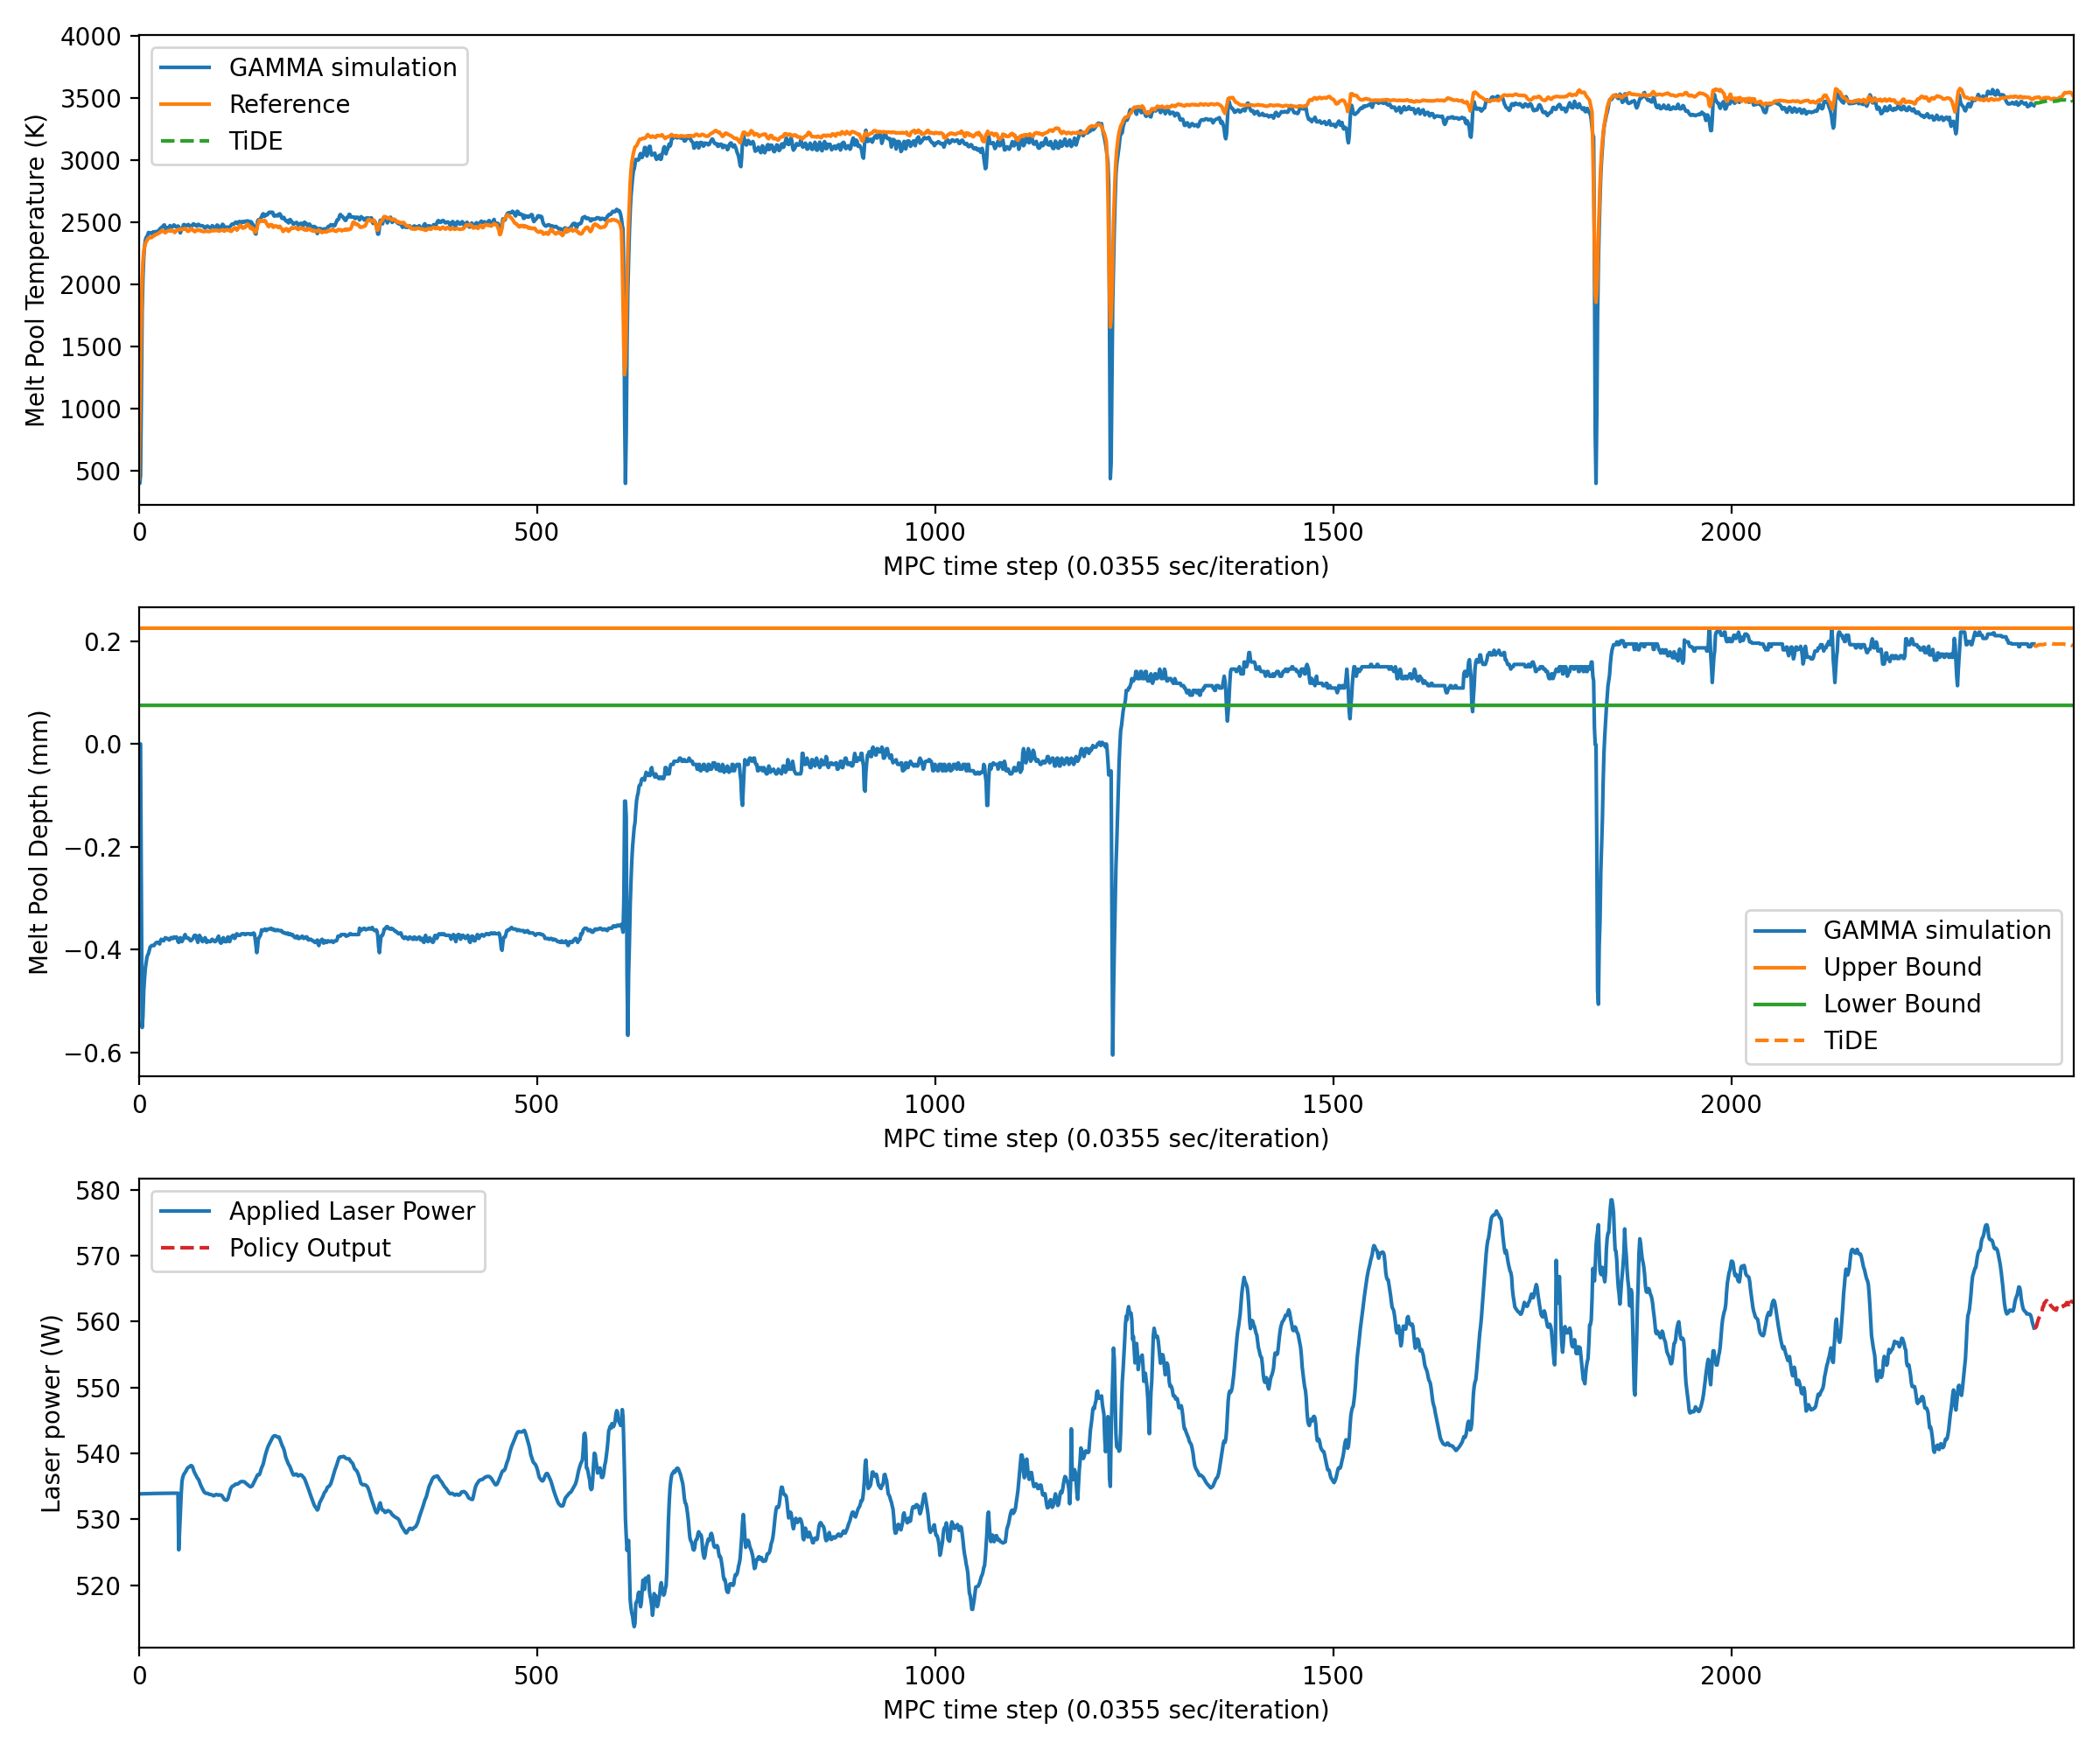 4000
3500
3000
2500
2000
1500
1000
500
Melt Pool Temperature (K)
GAMMA simulation
Reference
TiDE
0 500 1000 1500 2000
MPC time step (0.0355 sec/iteration)
0.2
0.0
−0.2
−0.4
−0.6
Melt Pool Depth (mm)
GAMMA simulation
Upper Bound
Lower Bound
TiDE
0 500 1000 1500 2000
MPC time step (0.0355 sec/iteration)
580
570
560
550
540
530
520
Laser power (W)
Applied Laser Power
Policy Output
0 500 1000 1500 2000
MPC time step (0.0355 sec/iteration)